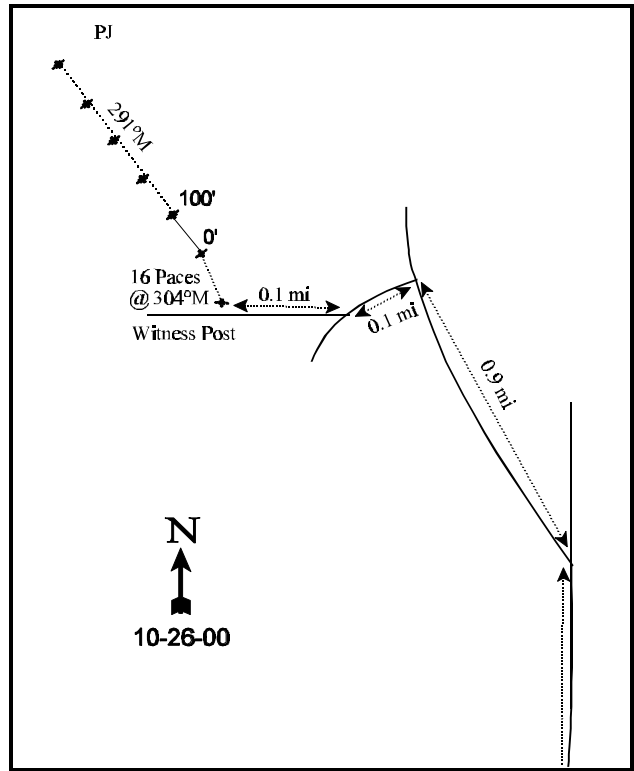 PJ
291°M
100'
0'
16 Paces
@ 304°M
0.1 mi
Witness Post
0.1 mi
0.9 mi
N
10-26-00